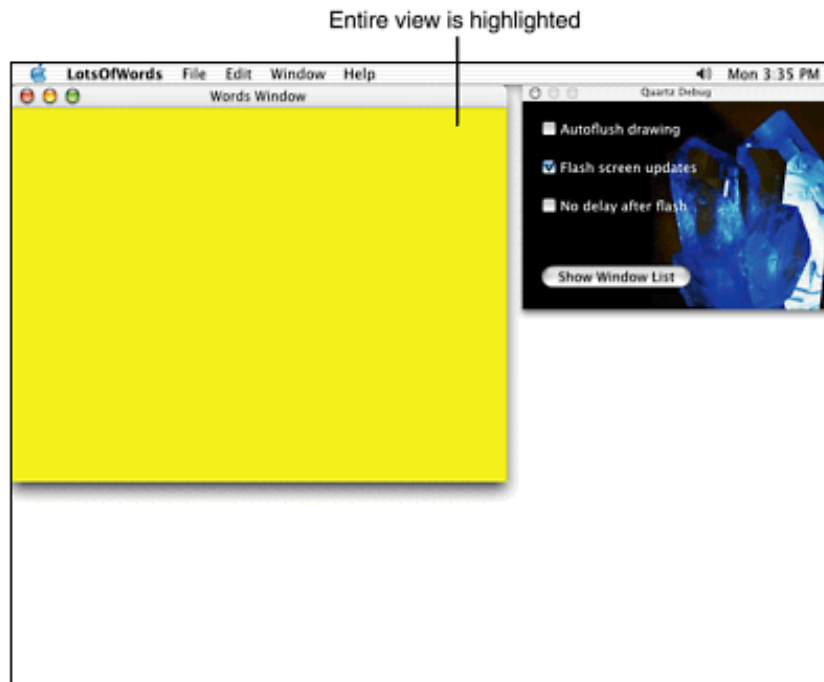 Entire view is highlighted
LotsOfWords File Edit Window Help Mon 3:35 PM
Words Window
Quartz Debug
Autoflush drawing
Flash screen updates
No delay after flash
Show Window List